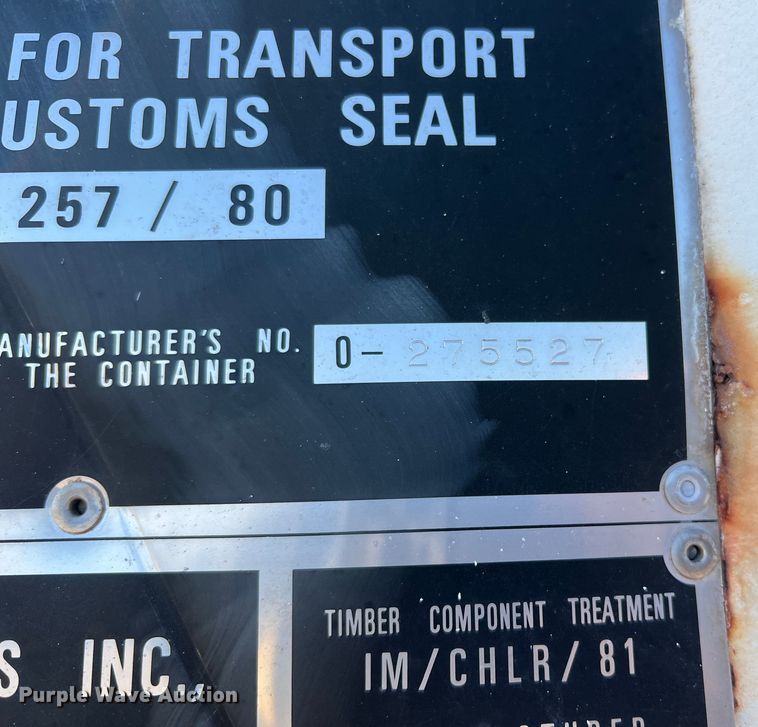 FOR TRANSPORT
USTOMS SEAL
257 / 80
ANUFACTURER'S NO. 0- 275527
THE CONTAINER
S INC.,
TIMBER COMPONENT TREATMENT
IM/CHLR/81
Purple Wave Auction